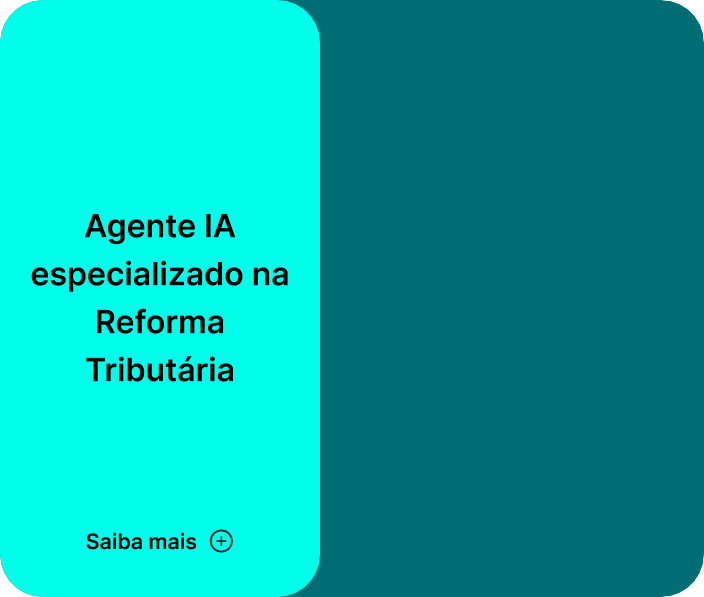 Agente IA
especializado na
Reforma
Tributária
Saiba mais